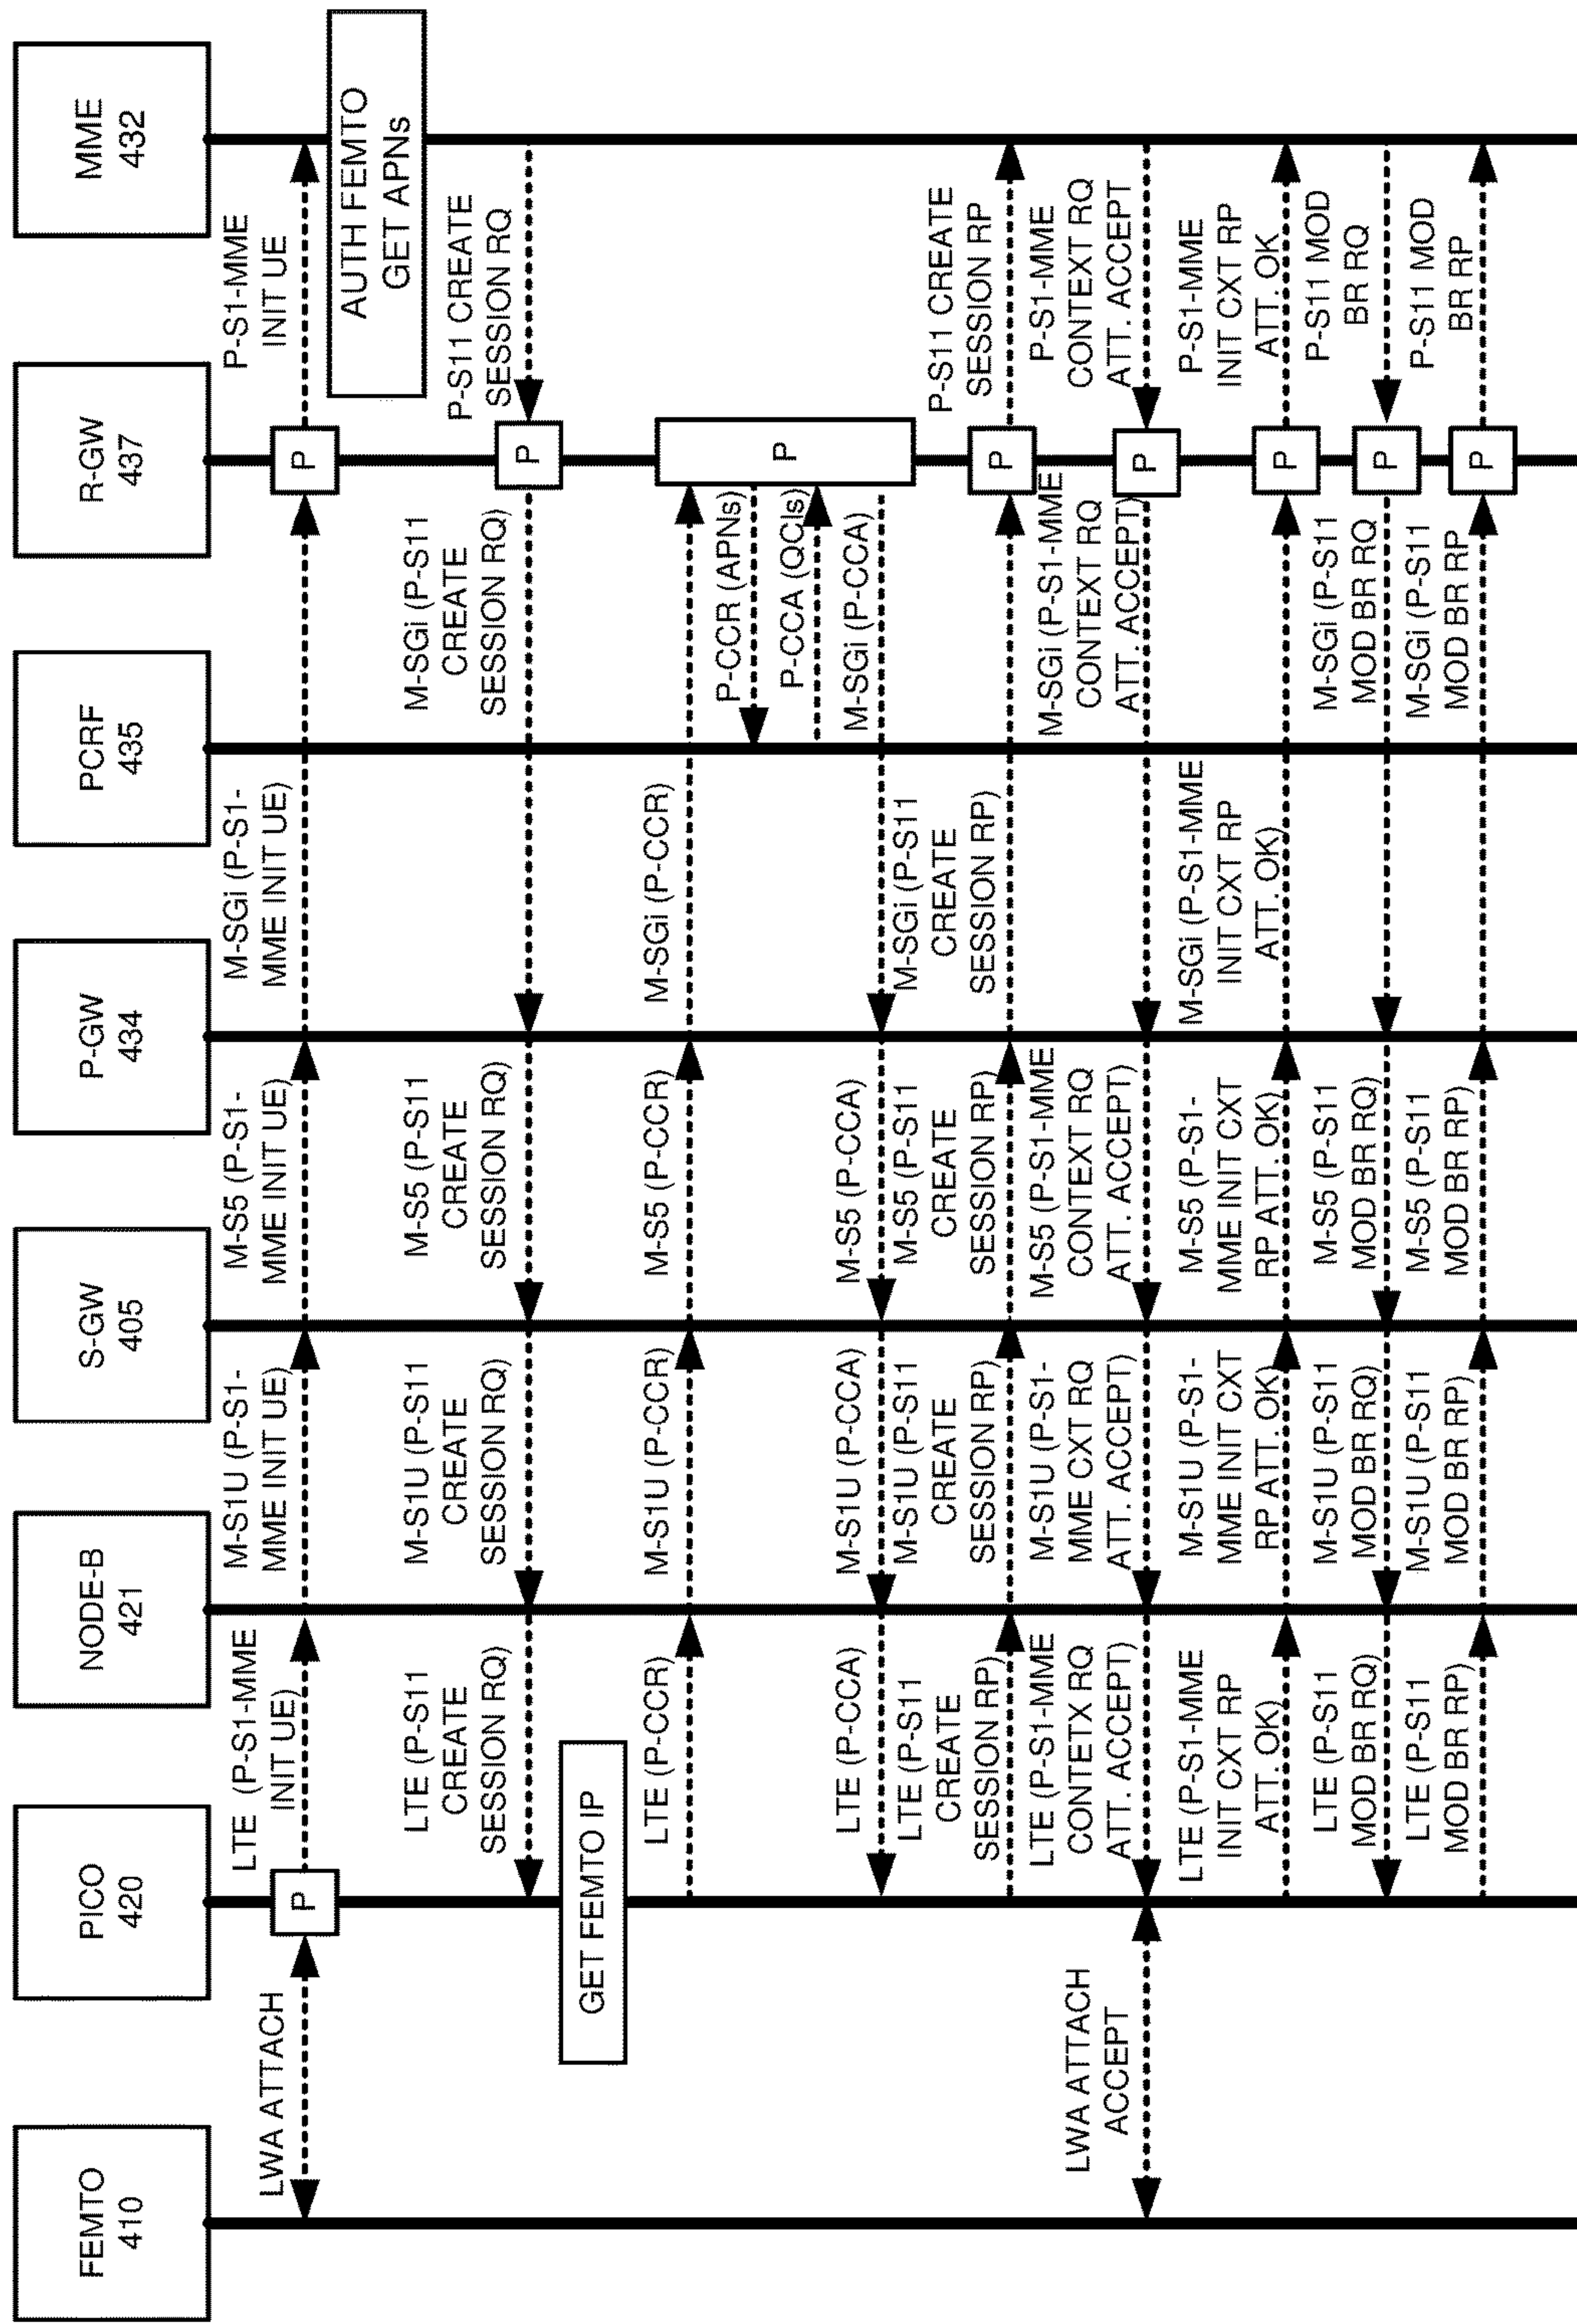 FEMTO
410
PICO
420
NODE-B
421
S-GW
405
P-GW
434
PCRF
435
R-GW
437
MME
432
LWA ATTACH
P
LTE (P-S1-MME
INIT UE)
M-S1U (P-S1-
MME INIT UE)
M-S5 (P-S1-
MME INIT UE)
M-SGi (P-S1-
MME INIT UE)
P
P-S1-MME
INIT UE
AUTH FEMTO
GET APNs
LTE (P-S11
CREATE
SESSION RQ)
M-S1U (P-S11
CREATE
SESSION RQ)
M-S5 (P-S11
CREATE
SESSION RQ)
M-SGi (P-S11
CREATE
SESSION RQ)
P
P-S11 CREATE
SESSION RQ
GET FEMTO IP
LTE (P-CCR)
M-S1U (P-CCR)
M-S5 (P-CCR)
M-SGi (P-CCR)
P
P-CCR (APNs)
P-CCA (QCIs)
LTE (P-CCA)
M-S1U (P-CCA)
M-S5 (P-CCA)
M-SGi (P-CCA)
LTE (P-S11
CREATE
SESSION RP)
M-S1U (P-S11
CREATE
SESSION RP)
M-S5 (P-S11
CREATE
SESSION RP)
M-SGi (P-S11
CREATE
SESSION RP)
P
P-S11 CREATE
SESSION RP
LWA ATTACH
ACCEPT
LTE (P-S1-MME
CONTETX RQ
ATT. ACCEPT)
M-S1U (P-S1-
MME CXT RQ
ATT. ACCEPT)
M-S5 (P-S1-MME
CONTEXT RQ
ATT. ACCEPT)
M-SGi (P-S1-MME
CONTEXT RQ
ATT. ACCEPT)
P
P-S1-MME
CONTEXT RQ
ATT. ACCEPT
LTE (P-S1-MME
INIT CXT RP
ATT. OK)
M-S1U (P-S1-
MME INIT CXT
RP ATT. OK)
M-S5 (P-S1-
MME INIT CXT
RP ATT. OK)
M-SGi (P-S1-MME
INIT CXT RP
ATT. OK)
P
P-S1-MME
INIT CXT RP
ATT. OK
LTE (P-S11
MOD BR RQ)
M-S1U (P-S11
MOD BR RQ)
M-S5 (P-S11
MOD BR RQ)
M-SGi (P-S11
MOD BR RQ)
P
P-S11 MOD
BR RQ
LTE (P-S11
MOD BR RP)
M-S1U (P-S11
MOD BR RP)
M-S5 (P-S11
MOD BR RP)
M-SGi (P-S11
MOD BR RP)
P
P-S11 MOD
BR RP